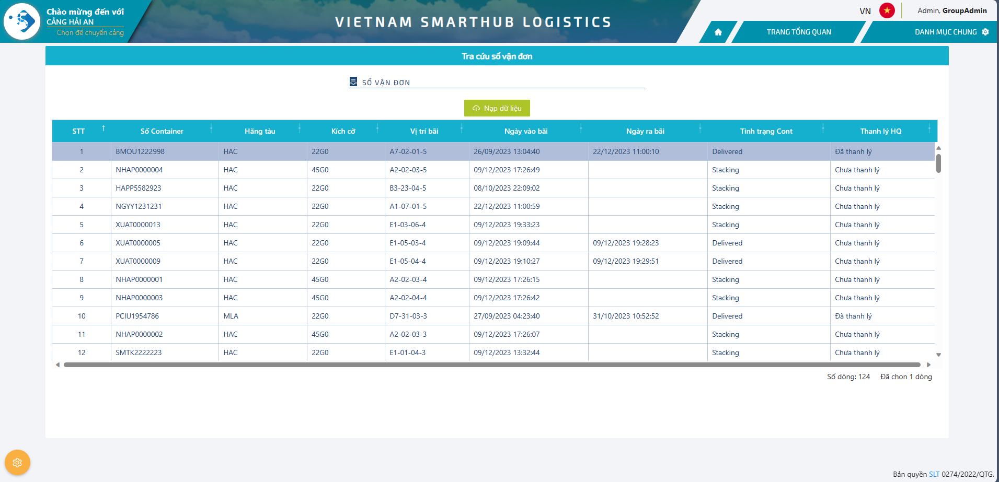 Chào mừng đến với
CẢNG HẢI AN
Chọn để chuyển cảng
VIETNAM SMARTHUB LOGISTICS
VN
Admin, GroupAdmin
TRANG TỔNG QUAN
DANH MỤC CHUNG
Tra cứu số vận đơn
SỐ VẬN ĐƠN
Nạp dữ liệu
STT Số Container Hãng tàu Kích cỡ Vị trí bãi Ngày vào bãi Ngày ra bãi Tình trạng Cont Thanh lý HQ
1 BMOU1222998 HAC 22G0 A7-02-01-5 26/09/2023 13:04:40 22/12/2023 11:00:10 Delivered Đã thanh lý
2 NHAP0000004 HAC 45G0 A2-02-03-5 09/12/2023 17:26:49 Stacking Chưa thanh lý
3 HAPP5582923 HAC 22G0 B3-23-04-5 08/10/2023 22:09:02 Stacking Chưa thanh lý
4 NGYY1231231 HAC 22G0 A1-07-01-5 22/12/2023 11:00:59 Stacking Chưa thanh lý
5 XUAT0000013 HAC 22G0 E1-03-06-4 09/12/2023 19:33:23 Stacking Chưa thanh lý
6 XUAT0000005 HAC 22G0 E1-05-03-4 09/12/2023 19:09:44 09/12/2023 19:28:23 Delivered Chưa thanh lý
7 XUAT0000009 HAC 22G0 E1-05-04-4 09/12/2023 19:10:27 09/12/2023 19:29:51 Delivered Chưa thanh lý
8 NHAP0000001 HAC 45G0 A2-02-03-4 09/12/2023 17:26:15 Stacking Chưa thanh lý
9 NHAP0000003 HAC 45G0 A2-02-04-4 09/12/2023 17:26:42 Stacking Chưa thanh lý
10 PCIU1954786 MLA 22G0 D7-31-03-3 27/09/2023 04:23:40 31/10/2023 10:52:52 Delivered Đã thanh lý
11 NHAP0000002 HAC 45G0 A2-02-03-3 09/12/2023 17:26:07 Stacking Chưa thanh lý
12 SMTK2222223 HAC 22G0 E1-01-04-3 09/12/2023 13:32:44 Stacking Chưa thanh lý
Số dòng: 124 Đã chọn 1 dòng
Bản quyền SLT 0274/2022/QTG.